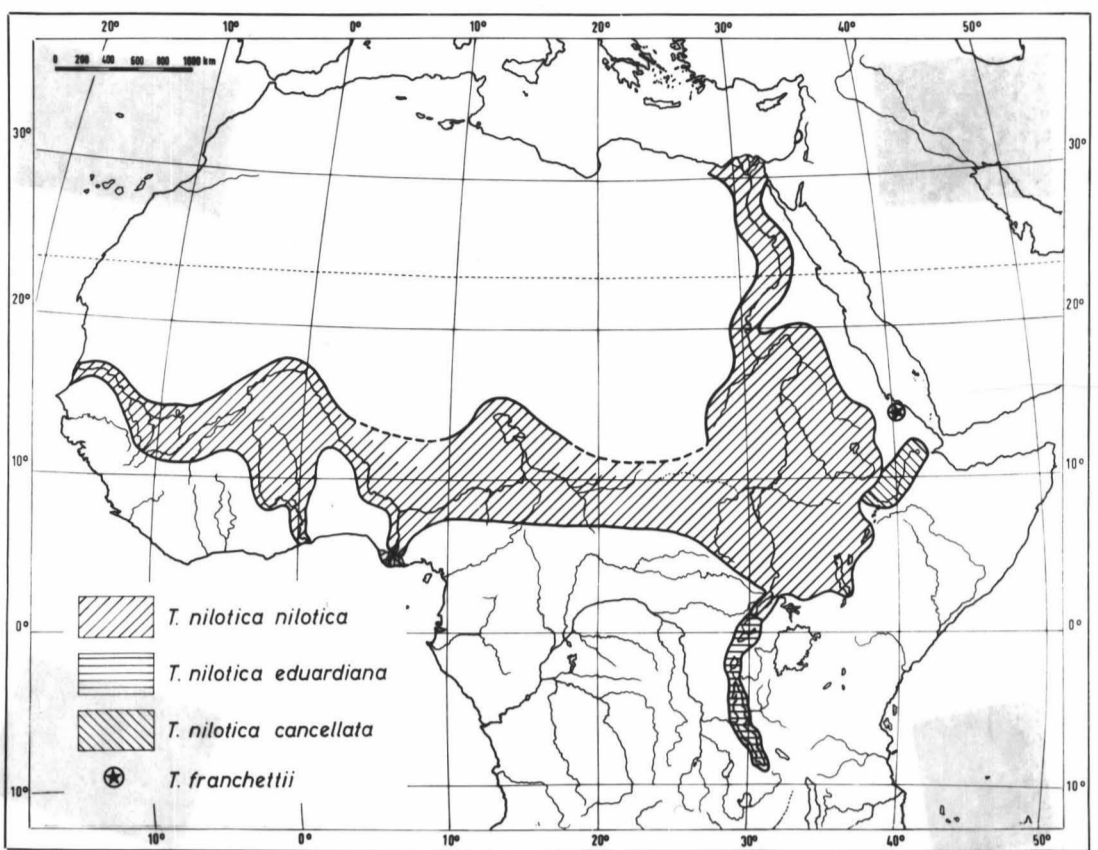 20° 10° 0° 10° 20° 30° 40° 50°
0 200 400 600 800 1000 km
30° 30°
20° 20°
10° 10°
T. nilotica nilotica
0° 0°
T. nilotica eduardiana
T. nilotica cancellata
T. franchettii
10° 10°
10° 0° 10° 20° 30° 40° 50°